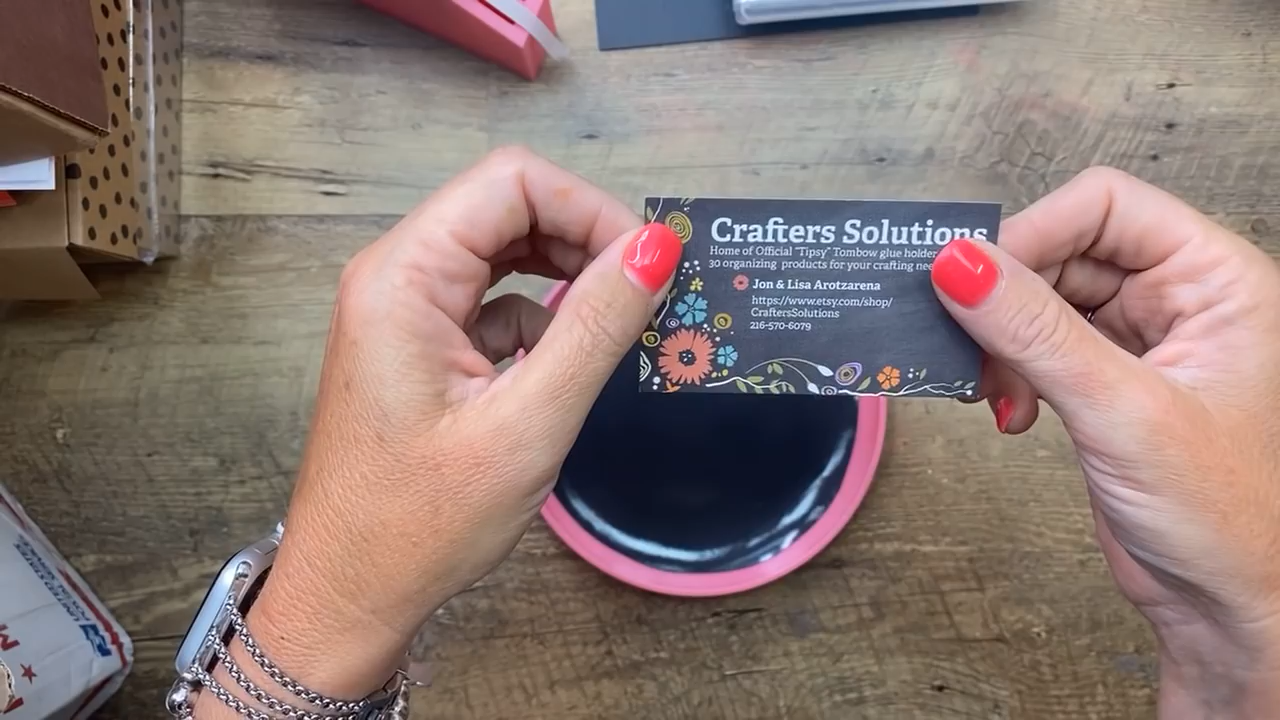 Crafters Solutions
Home of Official "Tipsy" Tombow glue holder
30 organizing products for your crafting
Jon & Lisa Arotzarena
https://www.etsy.com/shop/
CraftersSolutions
216-570-6079